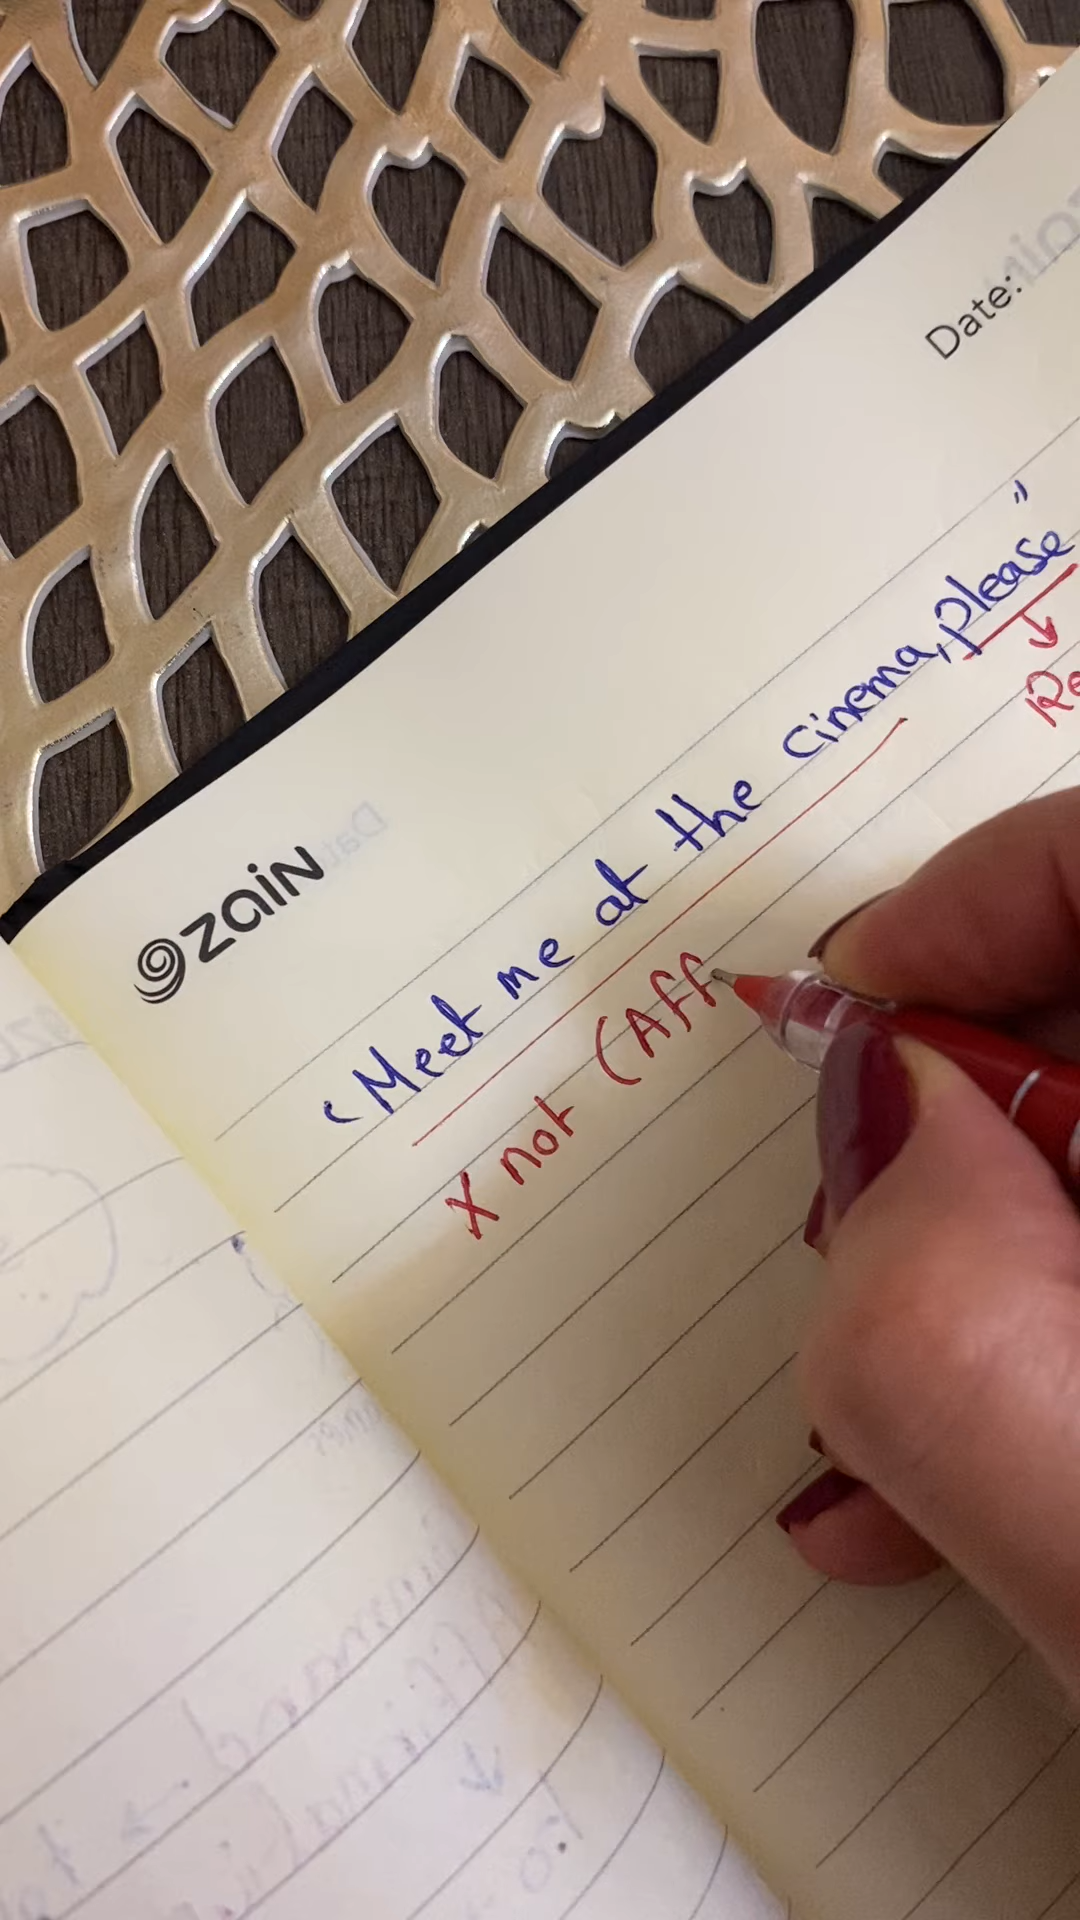 Date:
zain
"Meet me at the cinema, please"
Re
X not (Aff